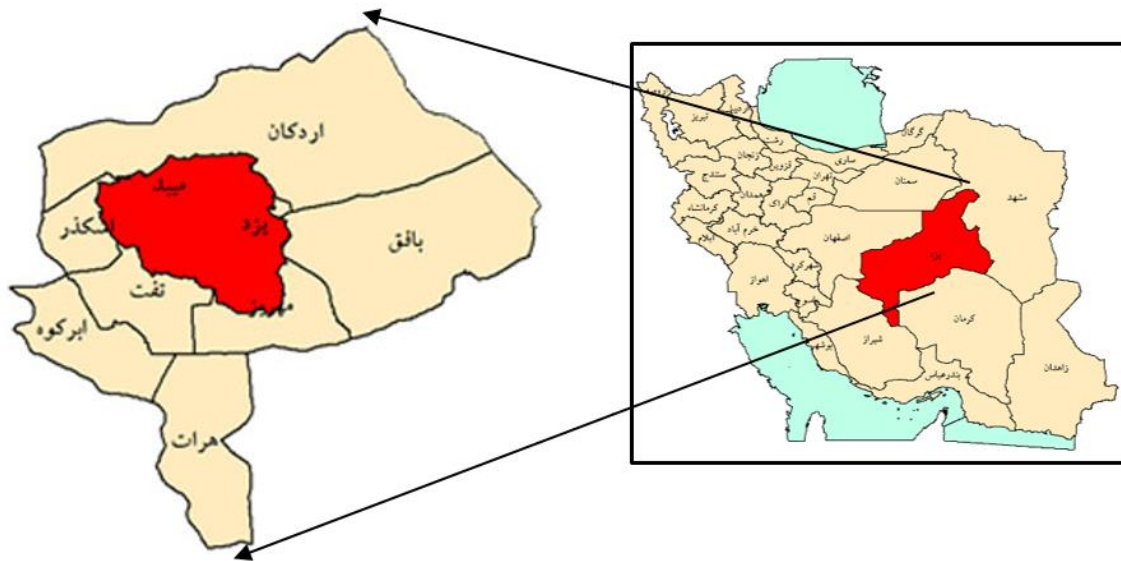 اردکان
میبد
یزد
اشکذر
بافق
تفت
مهریز
ابرکوه
هرات
تبریز
رشت
گرگان
ساری
زنجان
قزوین
تهران
سمنان
مشهد
سنندج
همدان
قم
اراک
کرمانشاه
خرم آباد
ایلام
اصفهان
یزد
اهواز
شهرکرد
شیراز
کرمان
بوشهر
زاهدان
بندرعباس